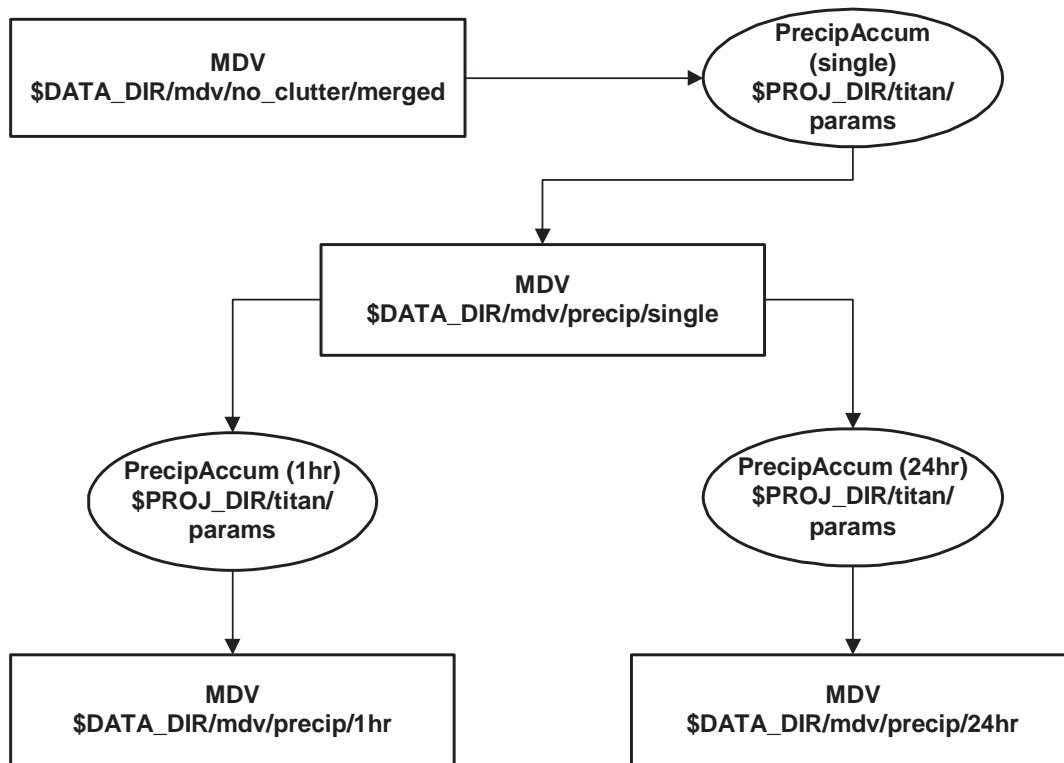 MDV
$DATA_DIR/mdv/no_clutter/merged
PrecipAccum
(single)
$PROJ_DIR/titan/
params
MDV
$DATA_DIR/mdv/precip/single
PrecipAccum (1hr)
$PROJ_DIR/titan/
params
PrecipAccum (24hr)
$PROJ_DIR/titan/
params
MDV
$DATA_DIR/mdv/precip/1hr
MDV
$DATA_DIR/mdv/precip/24hr